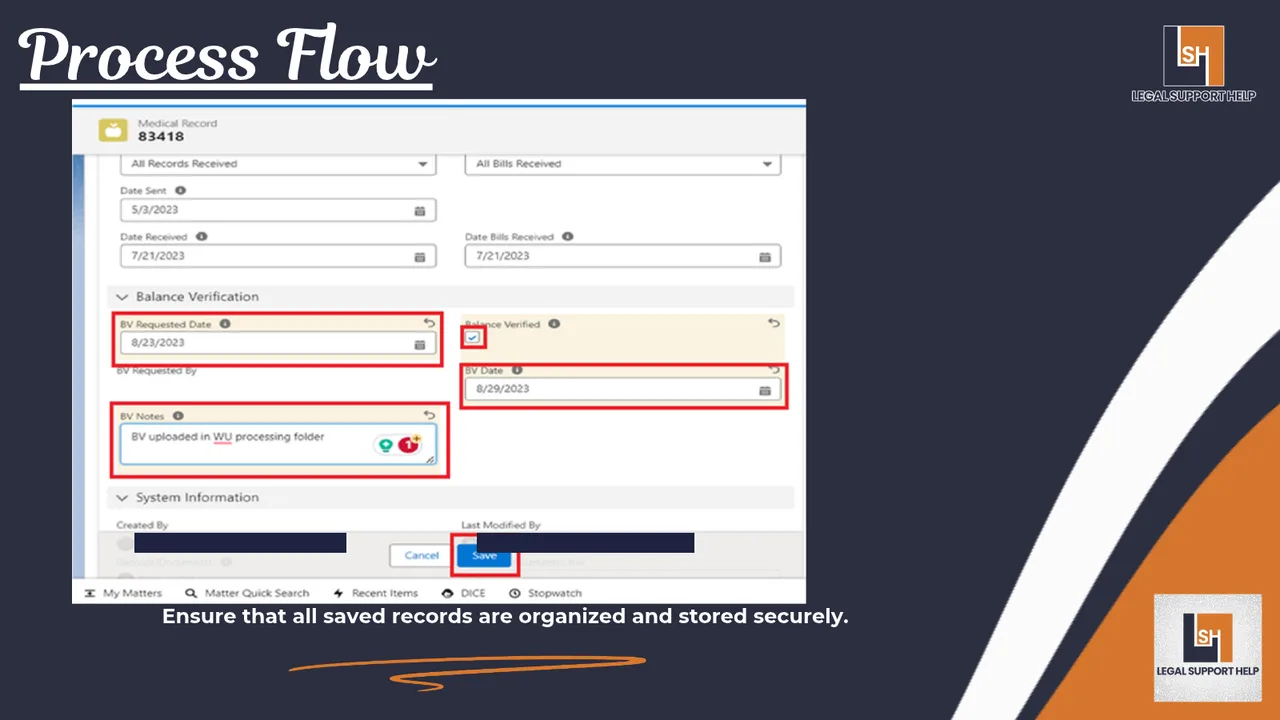 Process Flow
SH
LEGAL SUPPORT HELP
Medical Record
83418
All Records Received
All Bills Received
Date Sent
5/3/2023
Date Received
Date Bills Received
7/21/2023
7/21/2023
Balance Verification
BV Requested Date
Balance Verified
8/23/2023
BV Requested By
BV Date
8/29/2023
BV Notes
BV uploaded in WU processing folder
1
System Information
Created By
Last Modified By
Cancel
Save
My Matters
Matter Quick Search
Recent Items
DICE
Stopwatch
Ensure that all saved records are organized and stored securely.
SH
LEGAL SUPPORT HELP